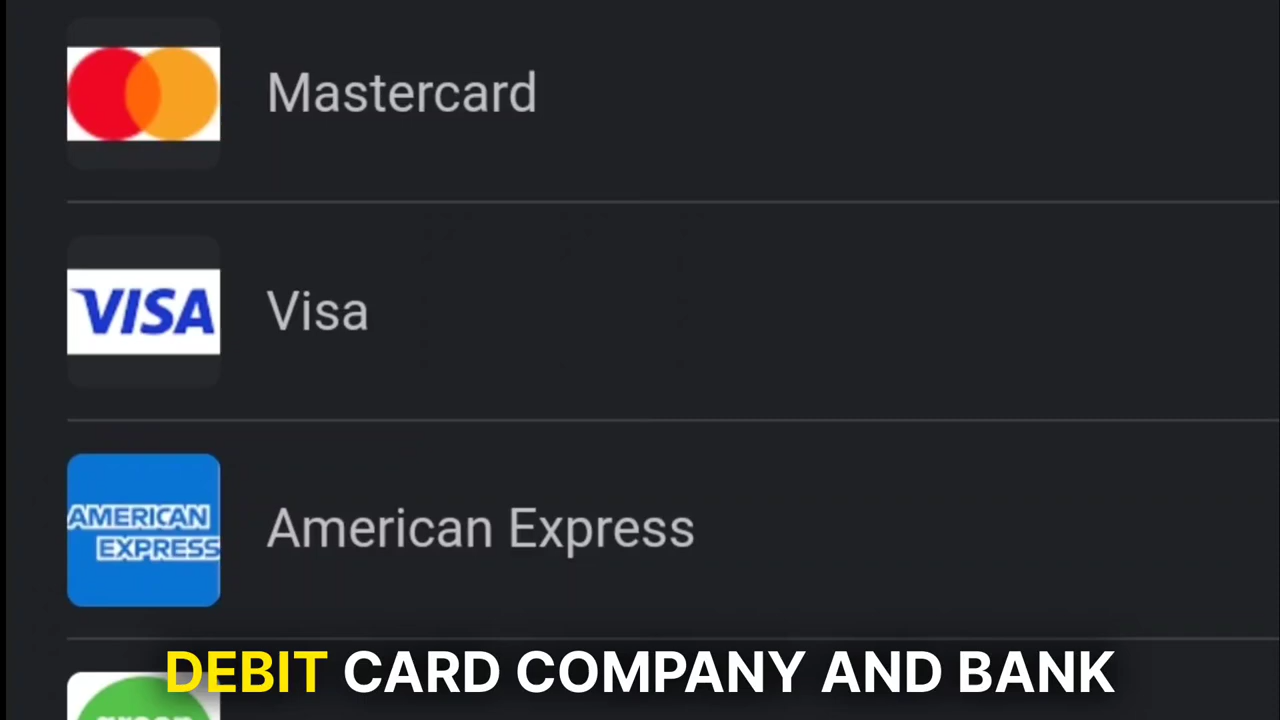 Mastercard
VISA
Visa
AMERICAN
EXPRESS
American Express
DEBIT CARD COMPANY AND BANK